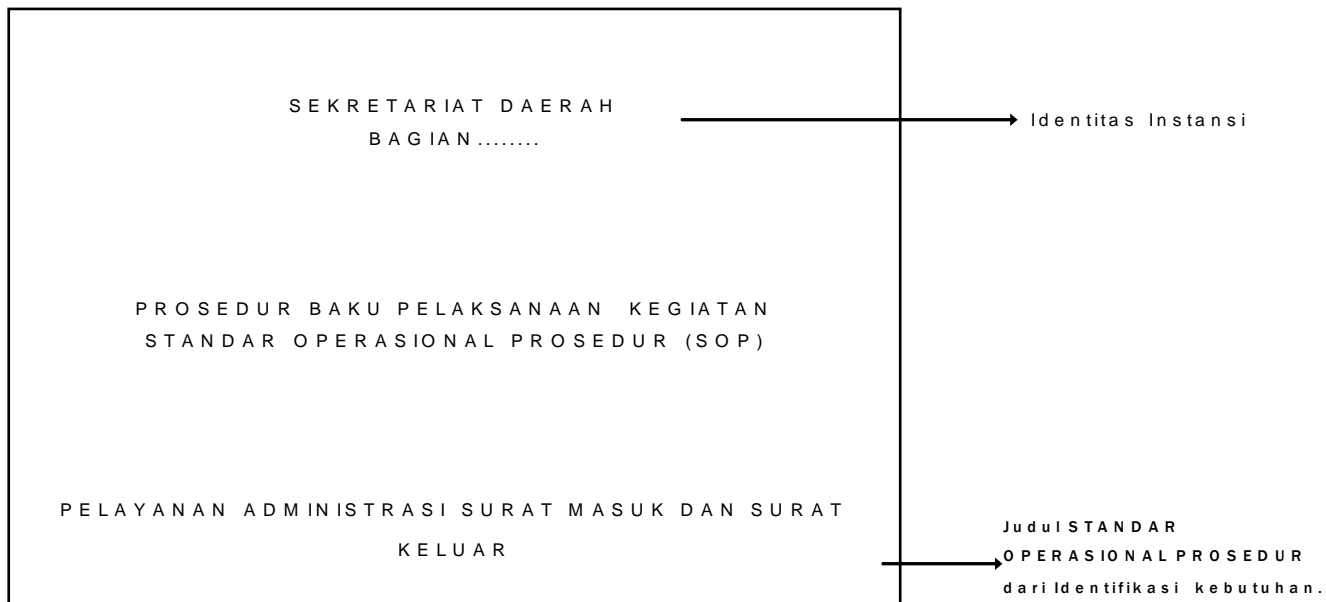 SEKRETARIAT DAERAH
BAGIAN........
Identitas Instansi
PROSEDUR BAKU PELAKSANAAN KEGIATAN
STANDAR OPERASIONAL PROSEDUR (SOP)
PELAYANAN ADMINISTRASI SURAT MASUK DAN SURAT
KELUAR
Judul STANDAR
OPERASIONAL PROSEDUR
dari Identifikasi kebutuhan.